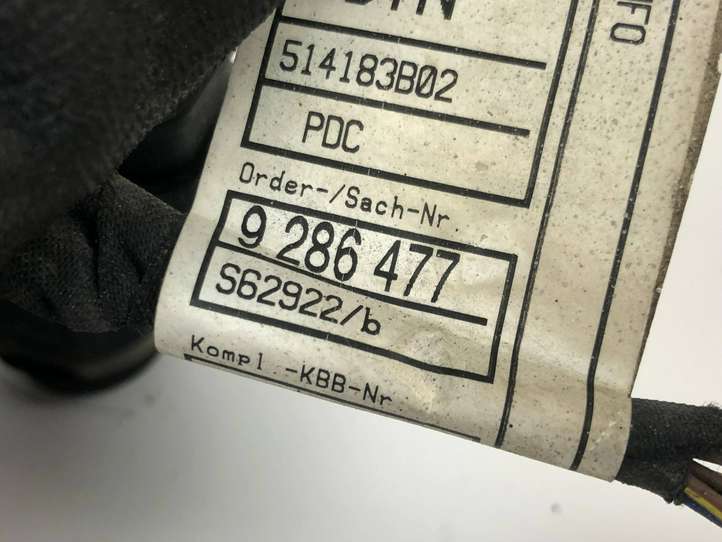 514183B02
PDC
Order-/Sach-Nr.
9 286 477
S62922/b
Kompl.-KBB-Nr.